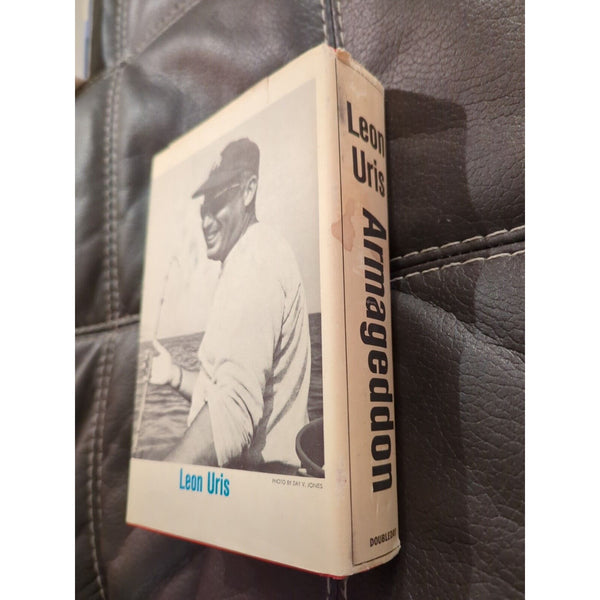 Leon Uris
PHOTO BY DAY V. JONES
Leon
Uris
Armageddon
DOUBLEDAY